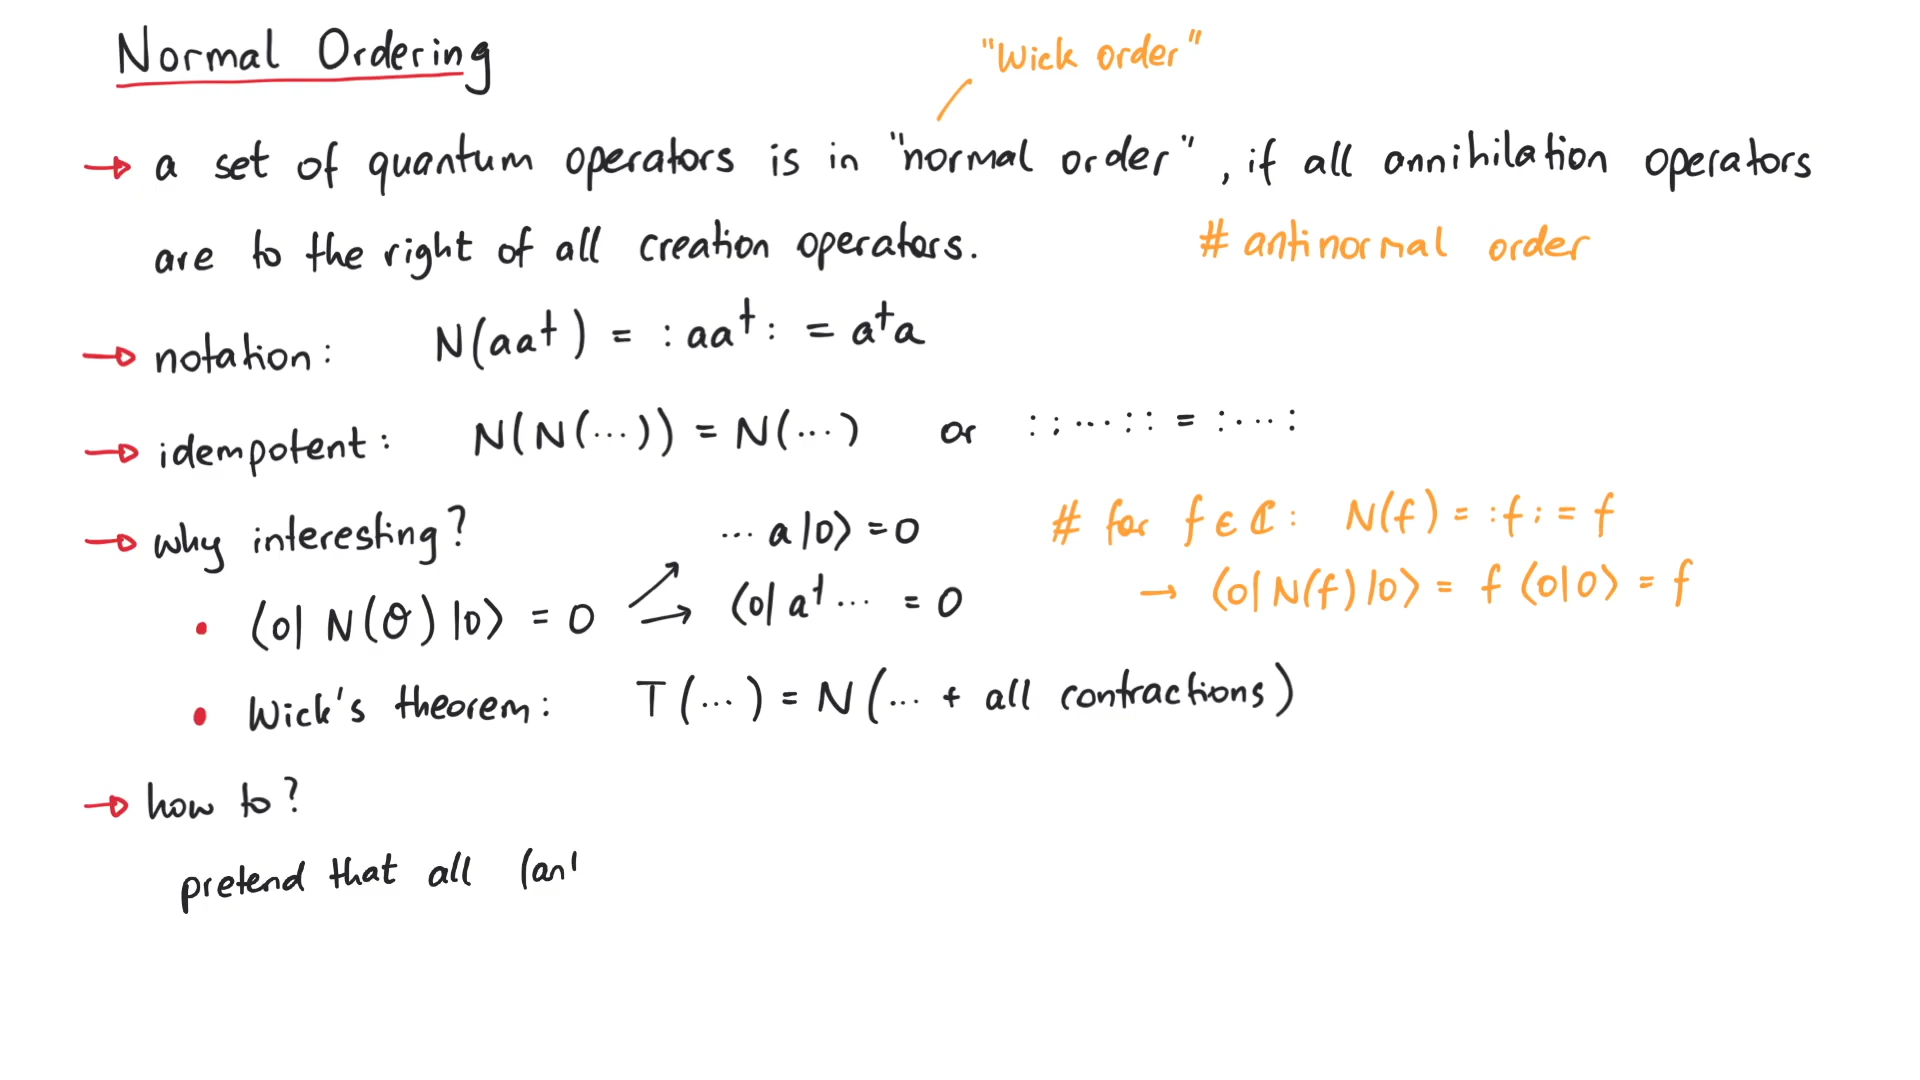 Normal Ordering
"Wick order"
→ a set of quantum operators is in "normal order", if all annihilation operators
are to the right of all creation operators.
# antinormal order
→ notation: N(aa†) = :aa†: = a†a
→ idempotent: N(N(...)) = N(...) or ::...:: = :...:
→ why interesting?
... a|0⟩ = 0
# for f ∈ ℂ: N(f) = :f: = f
• ⟨0| N(O) |0⟩ = 0
⟨0| a† ... = 0
→ ⟨0| N(f) |0⟩ = f ⟨0|0⟩ = f
• Wick's theorem: T(...) = N(... + all contractions)
→ how to?
pretend that all (an